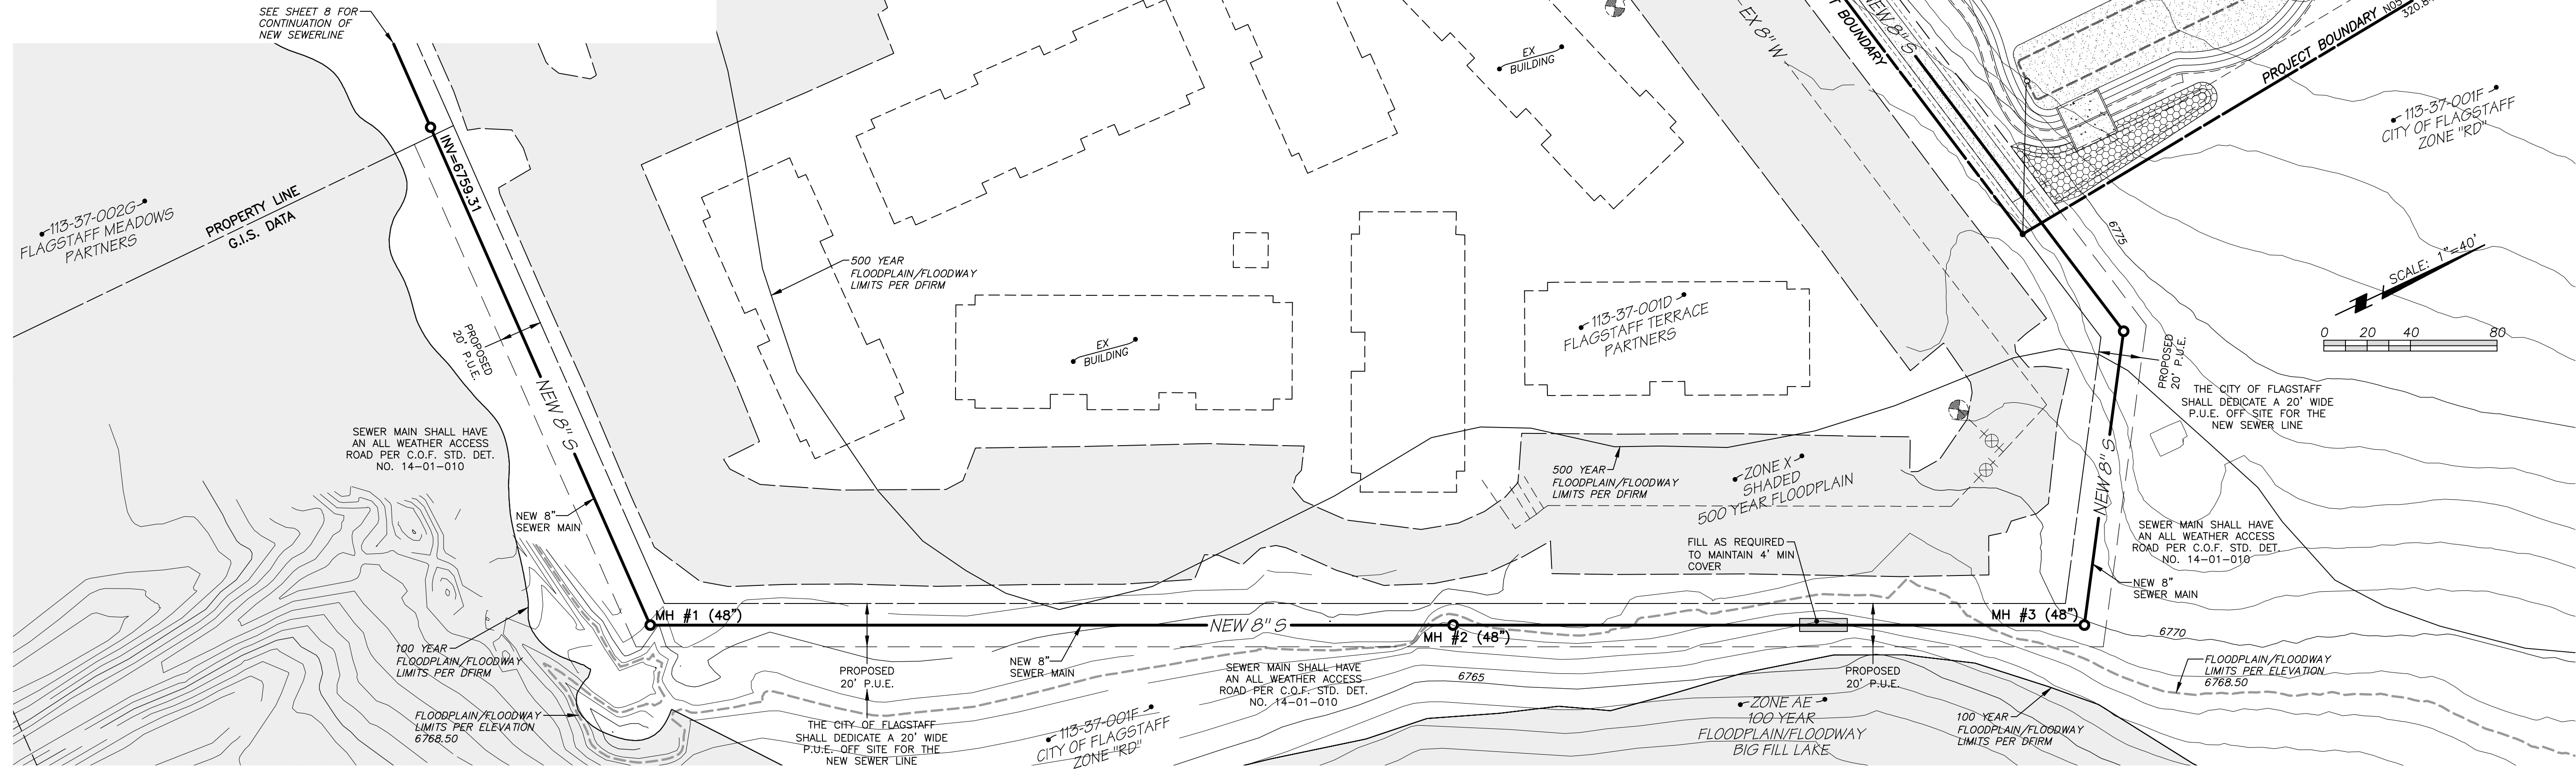 SEE SHEET 8 FOR
CONTINUATION OF
NEW SEWERLINE
INV=6759.31
PROPERTY LINE
G.I.S. DATA
113-37-002G
FLAGSTAFF MEADOWS
PARTNERS
PROPOSED
20' P.U.E.
NEW 8" S
SEWER MAIN SHALL HAVE
AN ALL WEATHER ACCESS
ROAD PER C.O.F. STD. DET.
NO. 14-01-010
NEW 8"
SEWER MAIN
100 YEAR
FLOODPLAIN/FLOODWAY
LIMITS PER DFIRM
FLOODPLAIN/FLOODWAY
LIMITS PER ELEVATION
6768.50
MH #1 (48")
500 YEAR
FLOODPLAIN/FLOODWAY
LIMITS PER DFIRM
EX
BUILDING
EX
BUILDING
113-37-001D
FLAGSTAFF TERRACE
PARTNERS
EX 8" W
T BOUNDARY
NEW 8" S
PROJECT BOUNDARY
N05
320.8
113-37-001F
CITY OF FLAGSTAFF
ZONE "RD"
6775
SCALE: 1"=40'
0 20 40 80
PROPOSED
20' P.U.E.
THE CITY OF FLAGSTAFF
SHALL DEDICATE A 20' WIDE
P.U.E. OFF SITE FOR THE
NEW SEWER LINE
500 YEAR
FLOODPLAIN/FLOODWAY
LIMITS PER DFIRM
ZONE X
SHADED
500 YEAR FLOODPLAIN
NEW 8" S
SEWER MAIN SHALL HAVE
AN ALL WEATHER ACCESS
ROAD PER C.O.F. STD. DET.
NO. 14-01-010
NEW 8"
SEWER MAIN
FILL AS REQUIRED
TO MAINTAIN 4' MIN
COVER
NEW 8" S
MH #2 (48")
MH #3 (48")
6770
PROPOSED
20' P.U.E.
NEW 8"
SEWER MAIN
SEWER MAIN SHALL HAVE
AN ALL WEATHER ACCESS
ROAD PER C.O.F. STD. DET.
NO. 14-01-010
6765
PROPOSED
20' P.U.E.
FLOODPLAIN/FLOODWAY
LIMITS PER ELEVATION
6768.50
THE CITY OF FLAGSTAFF
SHALL DEDICATE A 20' WIDE
P.U.E. OFF SITE FOR THE
NEW SEWER LINE
113-37-001F
CITY OF FLAGSTAFF
ZONE "RD"
ZONE AE
100 YEAR
FLOODPLAIN/FLOODWAY
BIG FILL LAKE
100 YEAR
FLOODPLAIN/FLOODWAY
LIMITS PER DFIRM